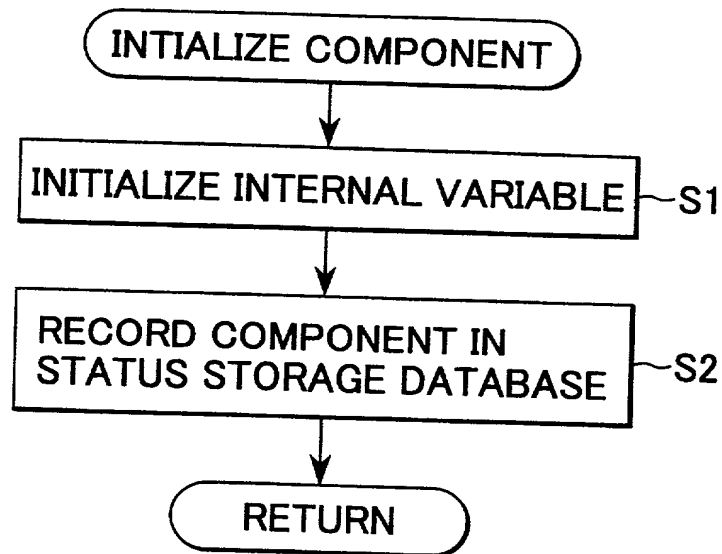 INTIALIZE COMPONENT
INITIALIZE INTERNAL VARIABLE
S1
RECORD COMPONENT IN
STATUS STORAGE DATABASE
S2
RETURN